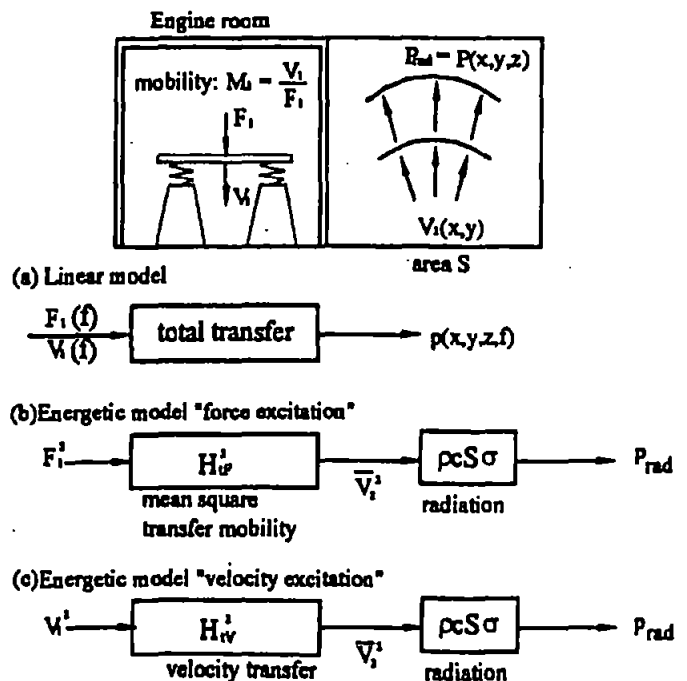 Engine room
mobility: M₁ = V₁/F₁
F₁
V₁
P_rad = P(x,y,z)
V₂(x,y)
area S
(a) Linear model
F₁(f)
V₁(f)
total transfer
p(x,y,z,f)
(b)Energetic model "force excitation"
F₁²
H²tF
V̄₂²
ρcSσ
P_rad
mean square
transfer mobility
radiation
(c)Energetic model "velocity excitation"
V₁²
H²tV
V̄₂²
ρcSσ
P_rad
velocity transfer
radiation